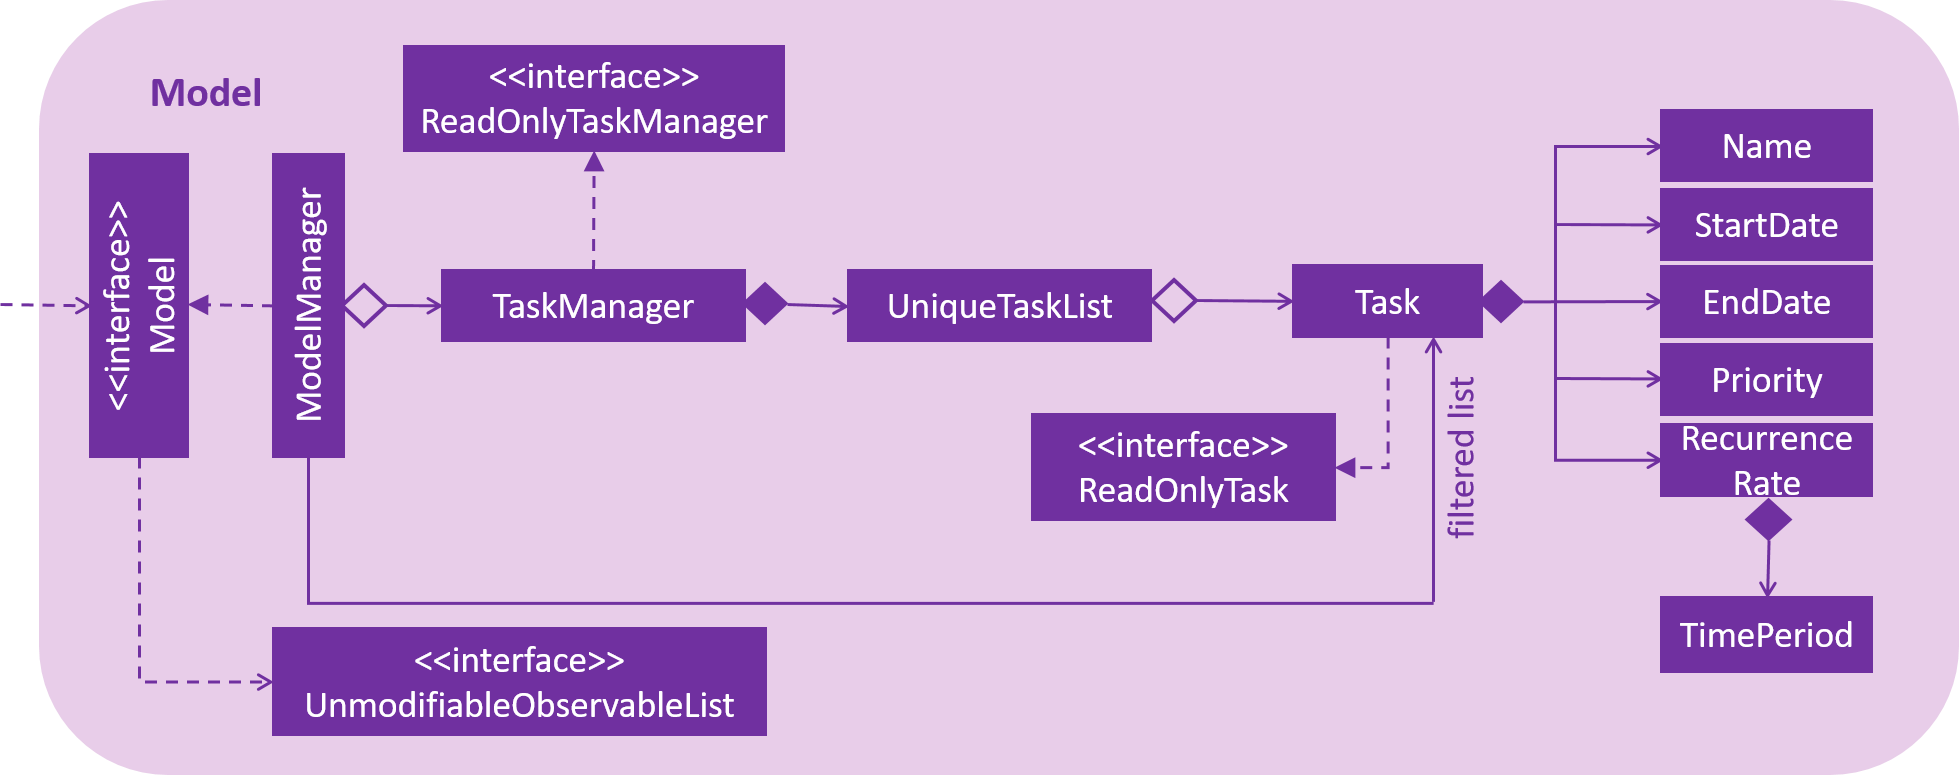 Model
<<interface>>
ReadOnlyTaskManager
<<interface>>
Model
ModelManager
TaskManager
UniqueTaskList
Task
Name
StartDate
EndDate
Priority
Recurrence
Rate
<<interface>>
ReadOnlyTask
filtered list
TimePeriod
<<interface>>
UnmodifiableObservableList